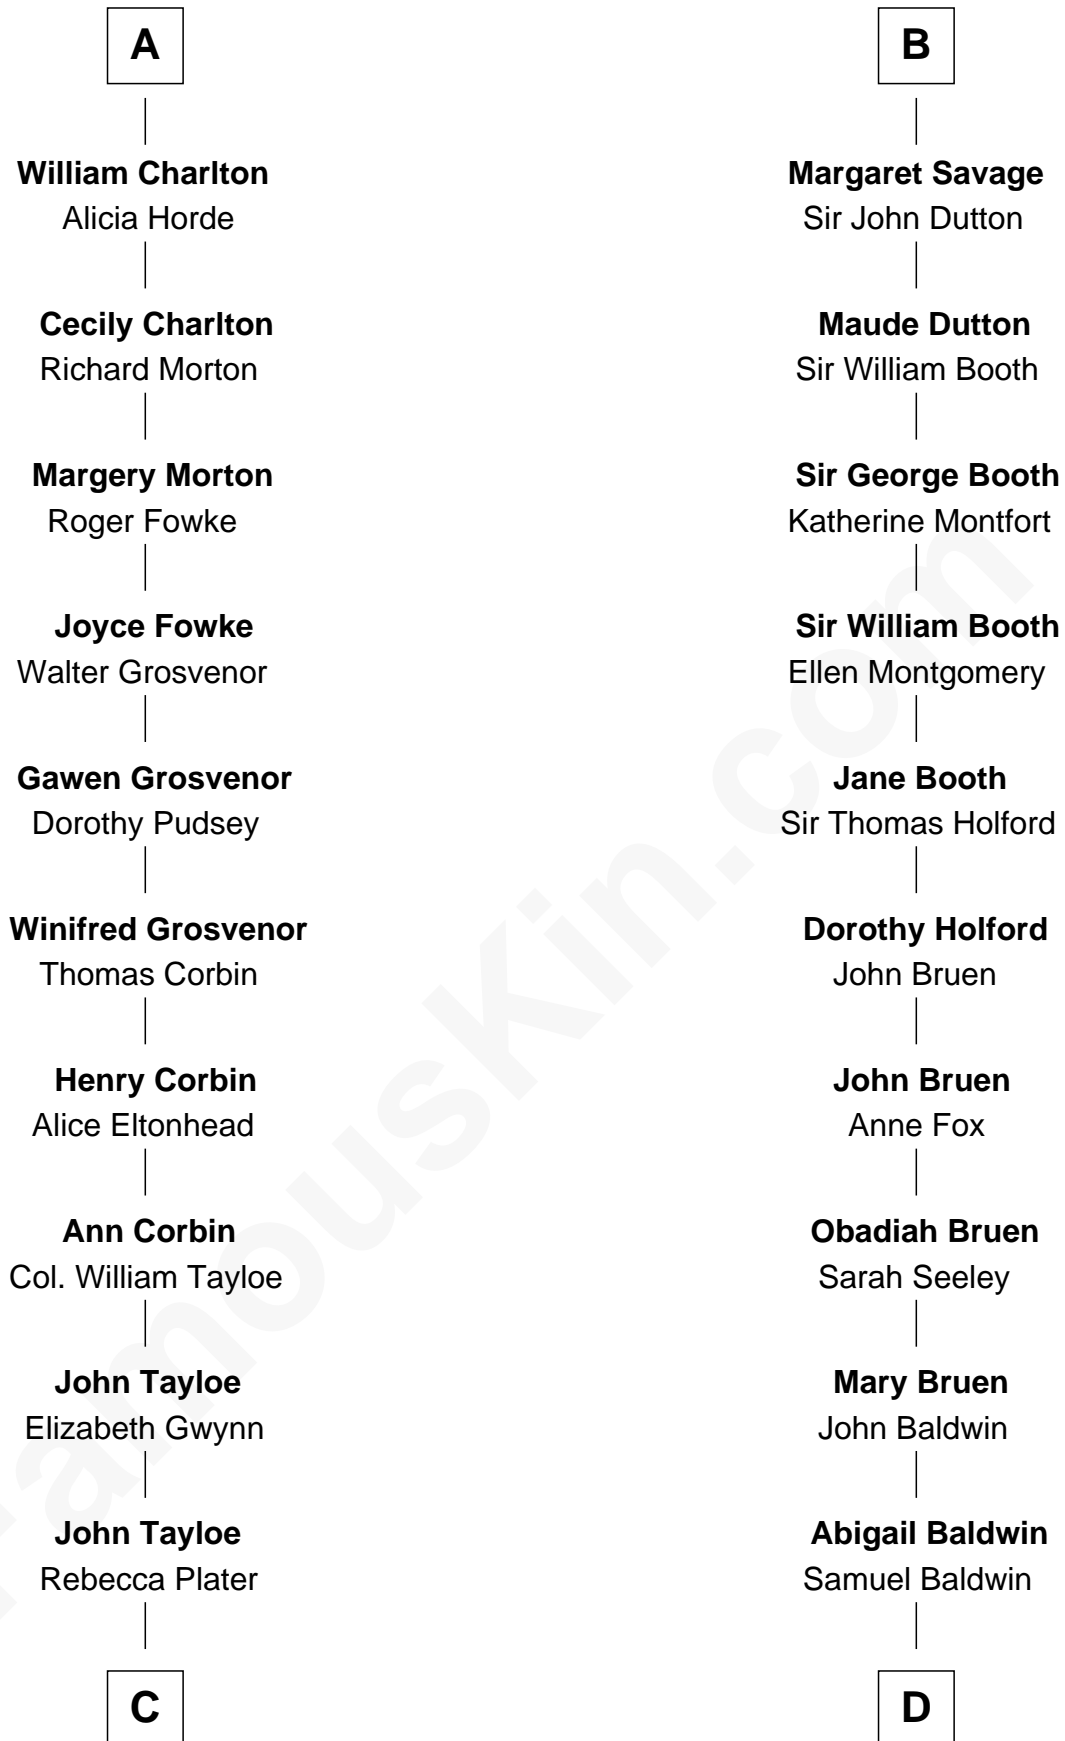 A
William Charlton
Alicia Horde
Cecily Charlton
Richard Morton
Margery Morton
Roger Fowke
Joyce Fowke
Walter Grosvenor
Gawen Grosvenor
Dorothy Pudsey
Winifred Grosvenor
Thomas Corbin
Henry Corbin
Alice Eltonhead
Ann Corbin
Col. William Tayloe
John Tayloe
Elizabeth Gwynn
John Tayloe
Rebecca Plater
C
B
Margaret Savage
Sir John Dutton
Maude Dutton
Sir William Booth
Sir George Booth
Katherine Montfort
Sir William Booth
Ellen Montgomery
Jane Booth
Sir Thomas Holford
Dorothy Holford
John Bruen
John Bruen
Anne Fox
Obadiah Bruen
Sarah Seeley
Mary Bruen
John Baldwin
Abigail Baldwin
Samuel Baldwin
D
FamousKin.com